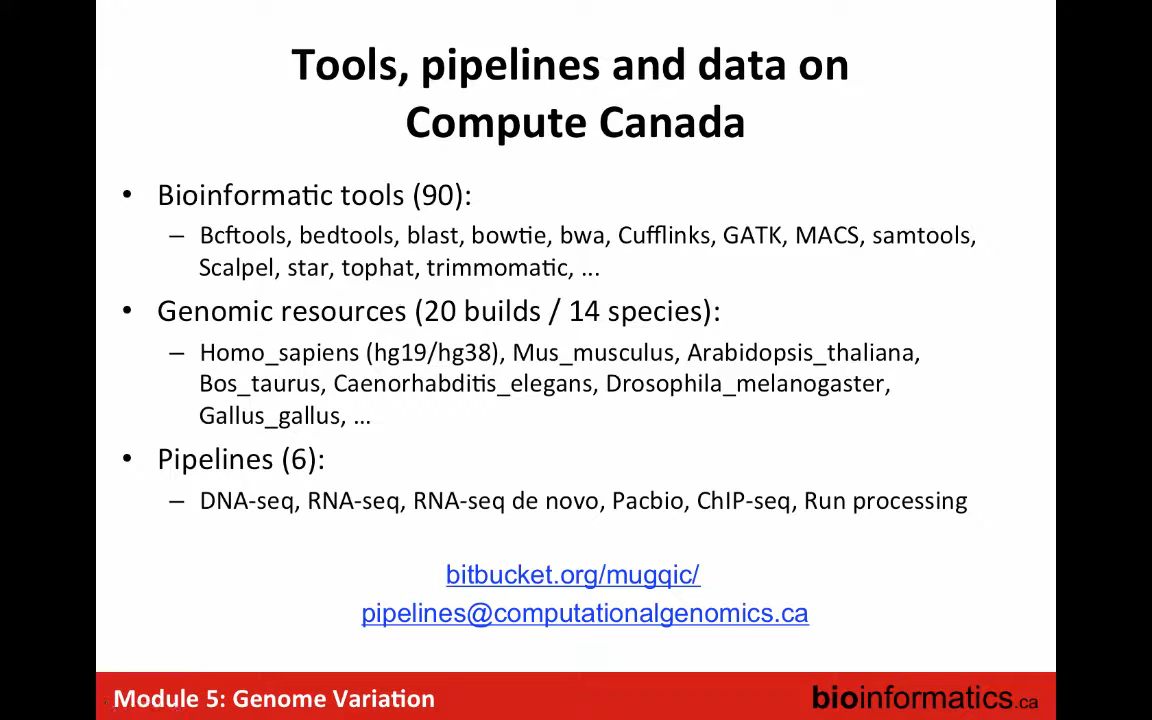 Tools, pipelines and data on
Compute Canada
• Bioinformatic tools (90):
– Bcftools, bedtools, blast, bowtie, bwa, Cufflinks, GATK, MACS, samtools,
Scalpel, star, tophat, trimmomatic, ...
• Genomic resources (20 builds / 14 species):
– Homo_sapiens (hg19/hg38), Mus_musculus, Arabidopsis_thaliana,
Bos_taurus, Caenorhabditis_elegans, Drosophila_melanogaster,
Gallus_gallus, …
• Pipelines (6):
– DNA-seq, RNA-seq, RNA-seq de novo, Pacbio, ChIP-seq, Run processing
bitbucket.org/mugqic/
pipelines@computationalgenomics.ca
Module 5: Genome Variation
bioinformatics.ca